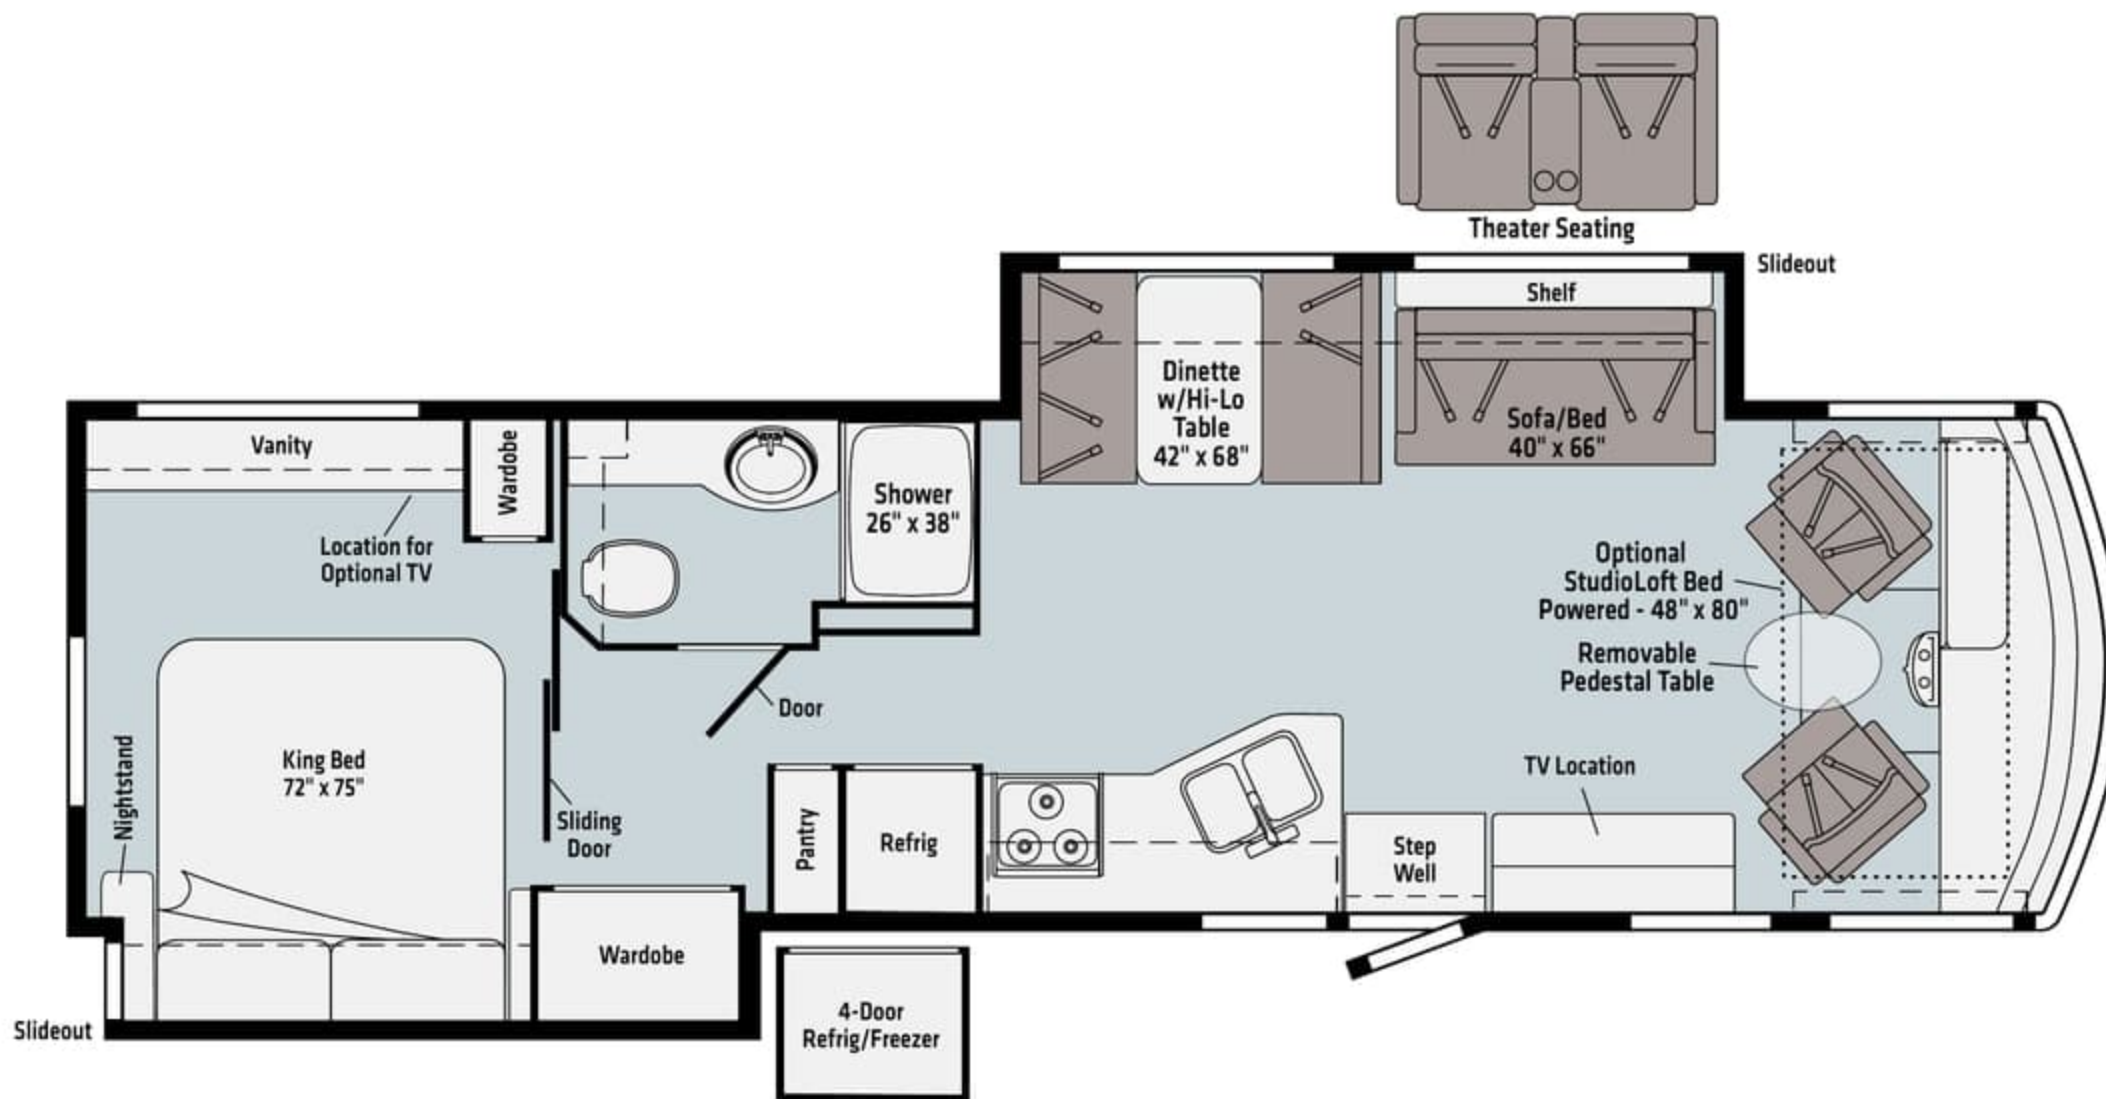 Theater Seating
Slideout
Shelf
Dinette
w/Hi-Lo
Table
42" x 68"
Sofa/Bed
40" x 66"
Vanity
Wardobe
Shower
26" x 38"
Location for
Optional TV
Optional
StudioLoft Bed
Powered - 48" x 80"
Removable
Pedestal Table
Door
King Bed
72" x 75"
Nightstand
Sliding
Door
Pantry
Refrig
TV Location
Step
Well
Wardobe
4-Door
Refrig/Freezer
Slideout